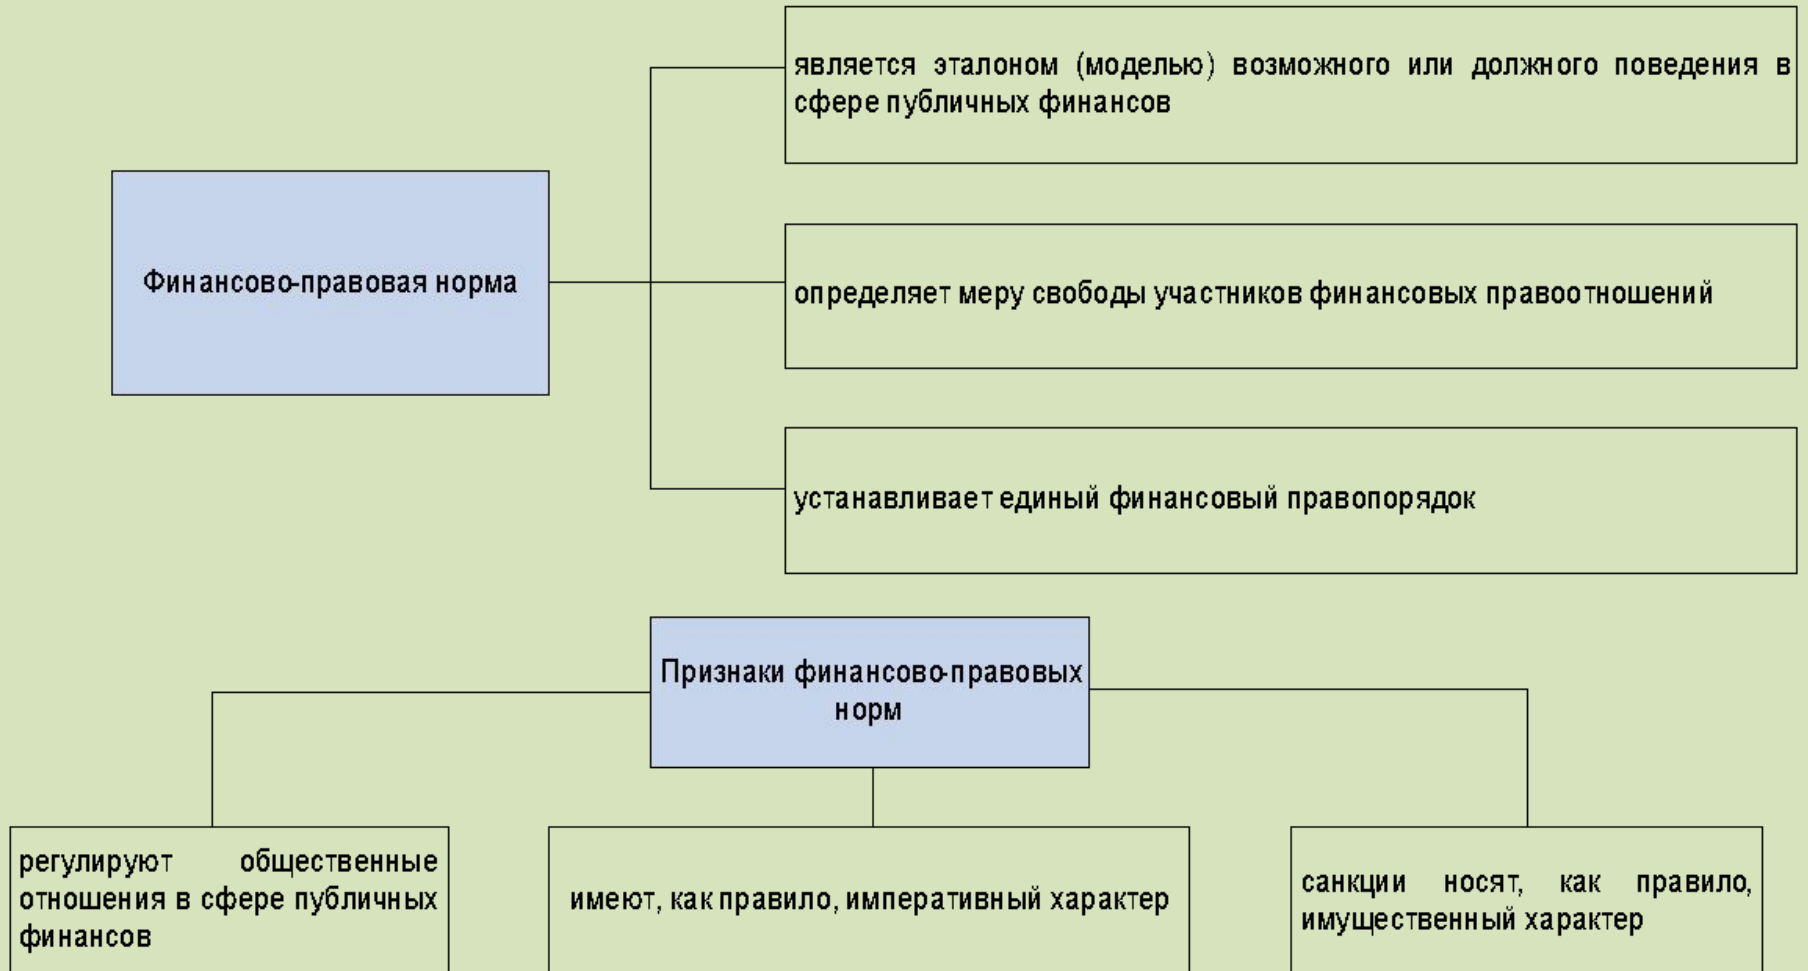 является эталоном (моделью) возможного или должного поведения в
сфере публичных финансов
Финансово-правовая норма
определяет меру свободы участников финансовых правоотношений
устанавливает единый финансовый правопорядок
Признаки финансово-правовых
норм
регулируют общественные
отношения в сфере публичных
финансов
имеют, как правило, императивный характер
санкции носят, как правило,
имущественный характер